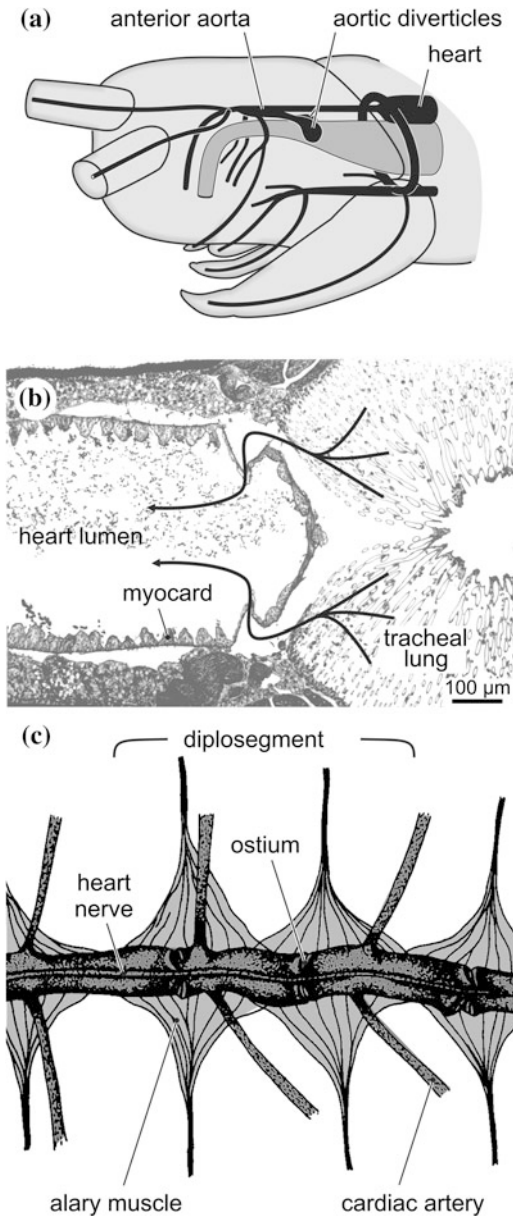 (a)
anterior aorta
aortic diverticles
heart
(b)
heart lumen
myocard
tracheal
lung
100 µm
(c)
diplosegment
ostium
heart
nerve
alary muscle
cardiac artery